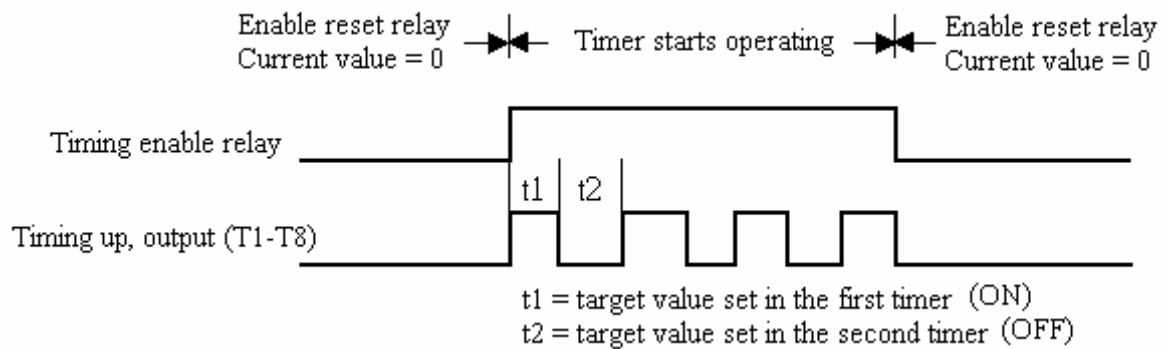 Enable reset relay
Current value = 0
Timer starts operating
Enable reset relay
Current value = 0
Timing enable relay
t1
t2
Timing up, output (T1-T8)
t1 = target value set in the first timer (ON)
t2 = target value set in the second timer (OFF)